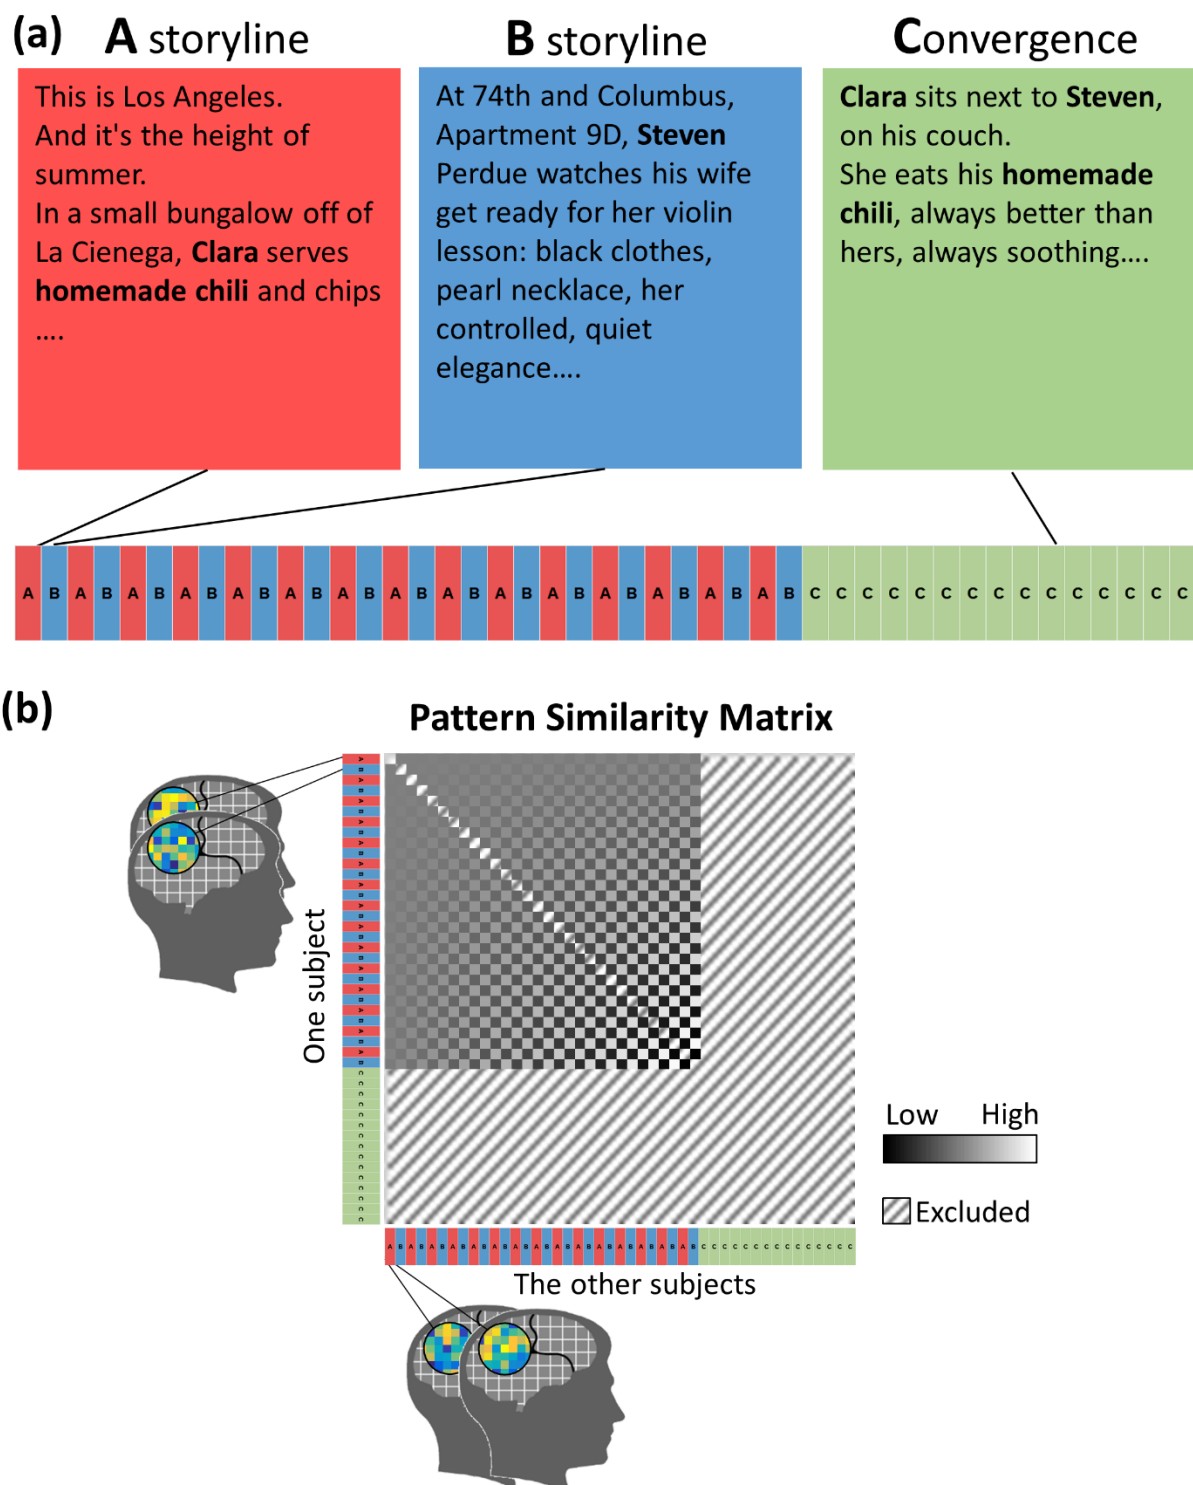 (a) A storyline B storyline Convergence
This is Los Angeles.
And it's the height of
summer.
In a small bungalow off of
La Cienega, Clara serves
homemade chili and chips
....
At 74th and Columbus,
Apartment 9D, Steven
Perdue watches his wife
get ready for her violin
lesson: black clothes,
pearl necklace, her
controlled, quiet
elegance....
Clara sits next to Steven,
on his couch.
She eats his homemade
chili, always better than
hers, always soothing....
A B A B A B A B A B A B A B A B A B A B A B A B A B A B A B C C C C C C C C C C C C C C C
(b)
Pattern Similarity Matrix
One subject
A B A B A B A B A B A B A B A B A B A B A B A B A B A B A B C C C C C C C C C C C C C C C
Low High
Excluded
A B A B A B A B A B A B A B A B A B A B A B A B A B A B A B C C C C C C C C C C C C C C C
The other subjects